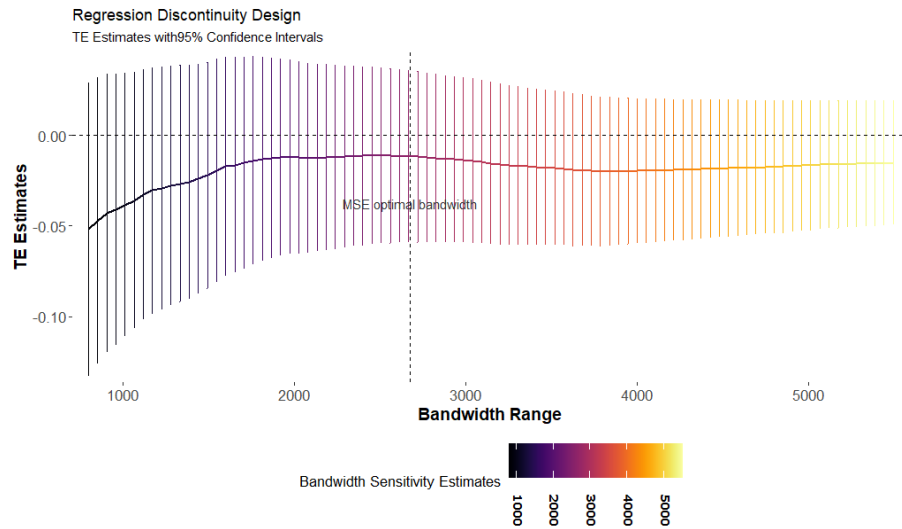 Regression Discontinuity Design
TE Estimates with95% Confidence Intervals
0.00
-0.05
-0.10
TE Estimates
MSE optimal bandwidth
1000 2000 3000 4000 5000
Bandwidth Range
Bandwidth Sensitivity Estimates
1000 2000 3000 4000 5000